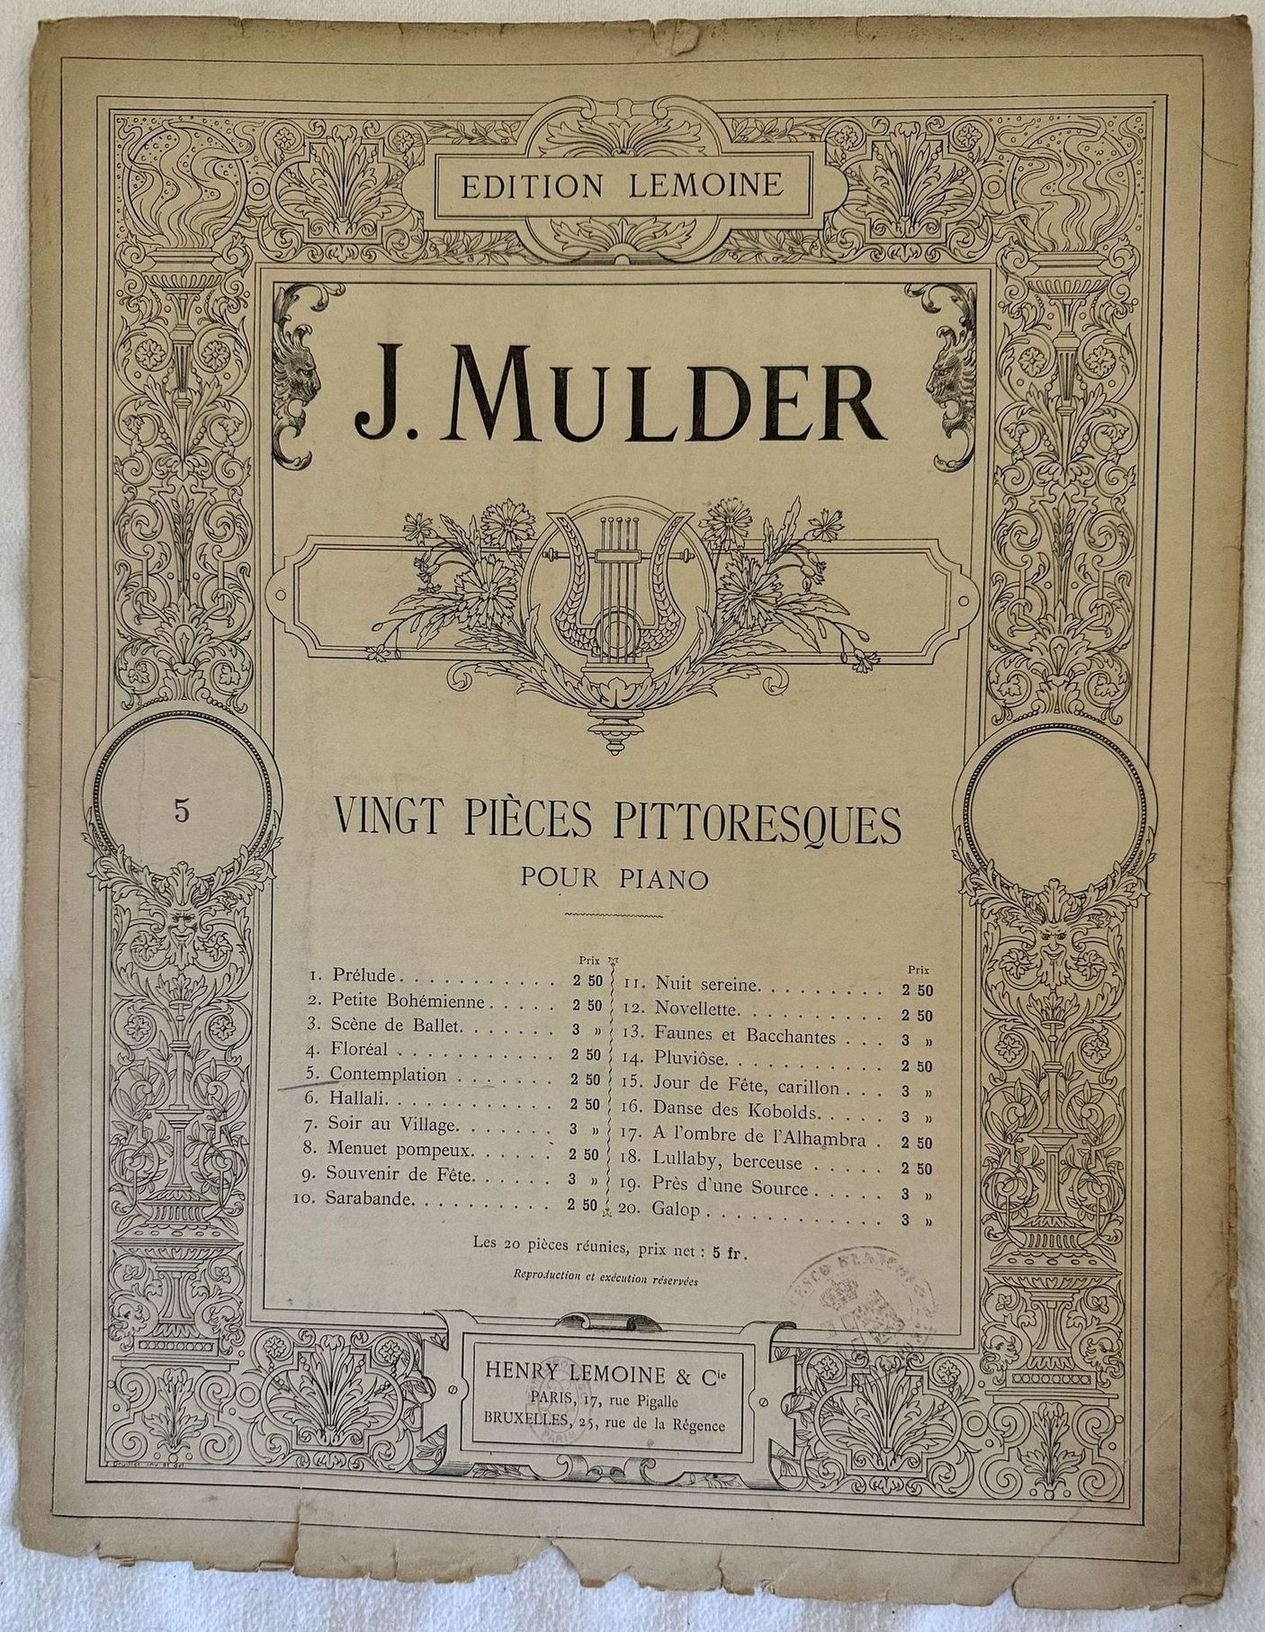 EDITION LEMOINE
J. MULDER
5
VINGT PIÈCES PITTORESQUES
POUR PIANO
Prix
1. Prélude. . . . . . . . . . . . 2 50
2. Petite Bohémienne . . . . . 2 50
3. Scène de Ballet. . . . . . . 3 »
4. Floréal . . . . . . . . . . . 2 50
5. Contemplation . . . . . . . 2 50
6. Hallali. . . . . . . . . . . . 2 50
7. Soir au Village. . . . . . . 3 »
8. Menuet pompeux. . . . . . 2 50
9. Souvenir de Fête. . . . . . 3 »
10. Sarabande. . . . . . . . . . 2 50
Prix
11. Nuit sereine. . . . . . . . . 2 50
12. Novellette. . . . . . . . . . 2 50
13. Faunes et Bacchantes . . . 3 »
14. Pluviôse. . . . . . . . . . . 2 50
15. Jour de Fête, carillon . . . 3 »
16. Danse des Kobolds. . . . . 3 »
17. A l'ombre de l'Alhambra . 2 50
18. Lullaby, berceuse . . . . . 2 50
19. Près d'une Source . . . . . 3 »
20. Galop . . . . . . . . . . . . 3 »
Les 20 pièces réunies, prix net : 5 fr.
Reproduction et exécution réservées
HENRY LEMOINE & Cie
PARIS, 17, rue Pigalle
BRUXELLES, 25, rue de la Régence